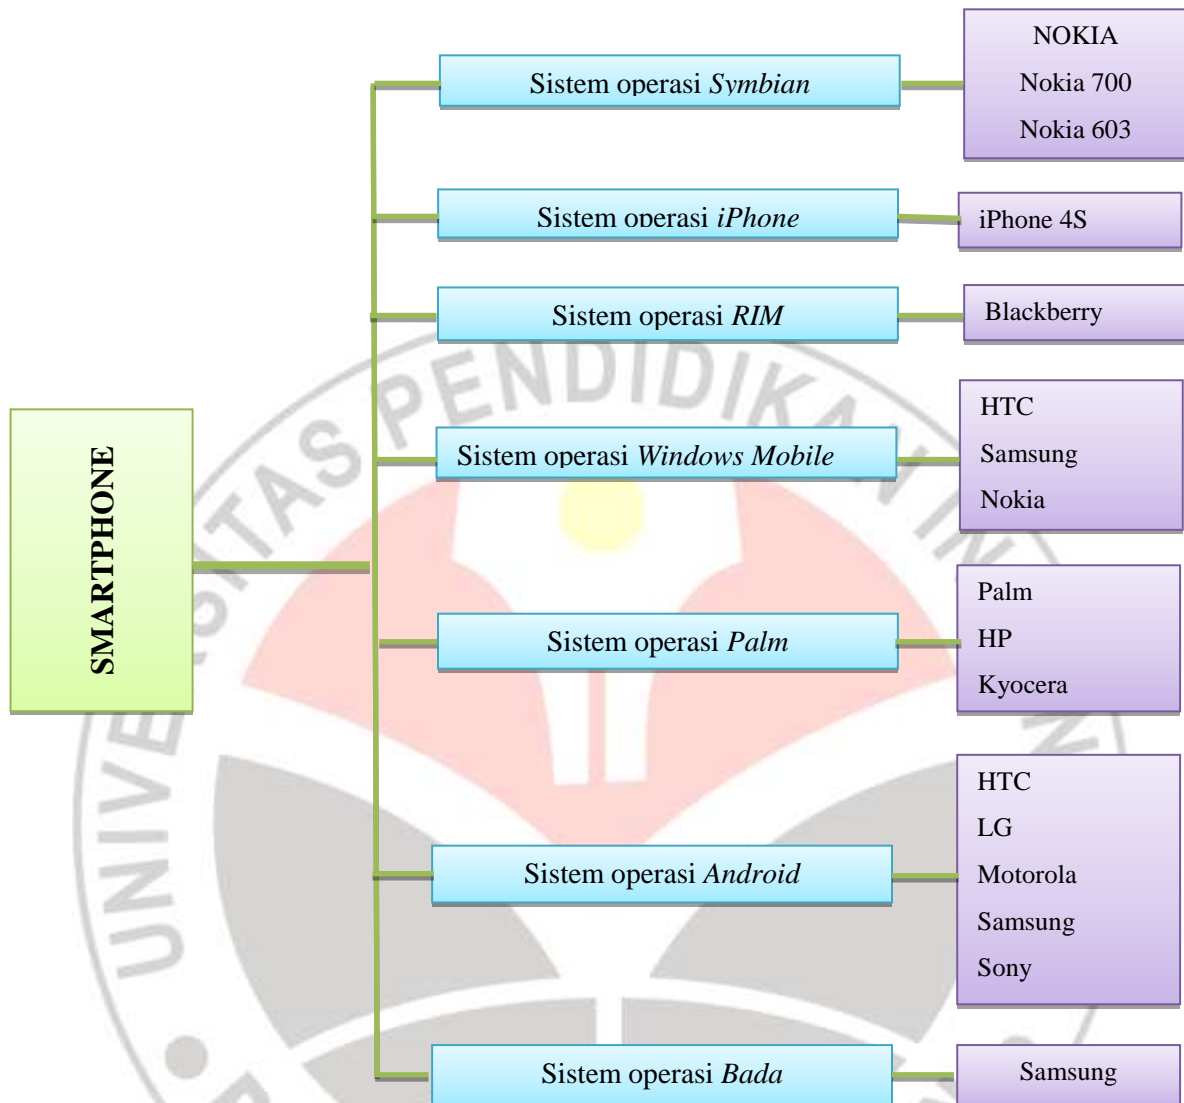 SMARTPHONE
Sistem operasi Symbian
NOKIA
Nokia 700
Nokia 603
Sistem operasi iPhone
iPhone 4S
Sistem operasi RIM
Blackberry
Sistem operasi Windows Mobile
HTC
Samsung
Nokia
Sistem operasi Palm
Palm
HP
Kyocera
Sistem operasi Android
HTC
LG
Motorola
Samsung
Sony
Sistem operasi Bada
Samsung
UNIVERSITAS PENDIDIKAN